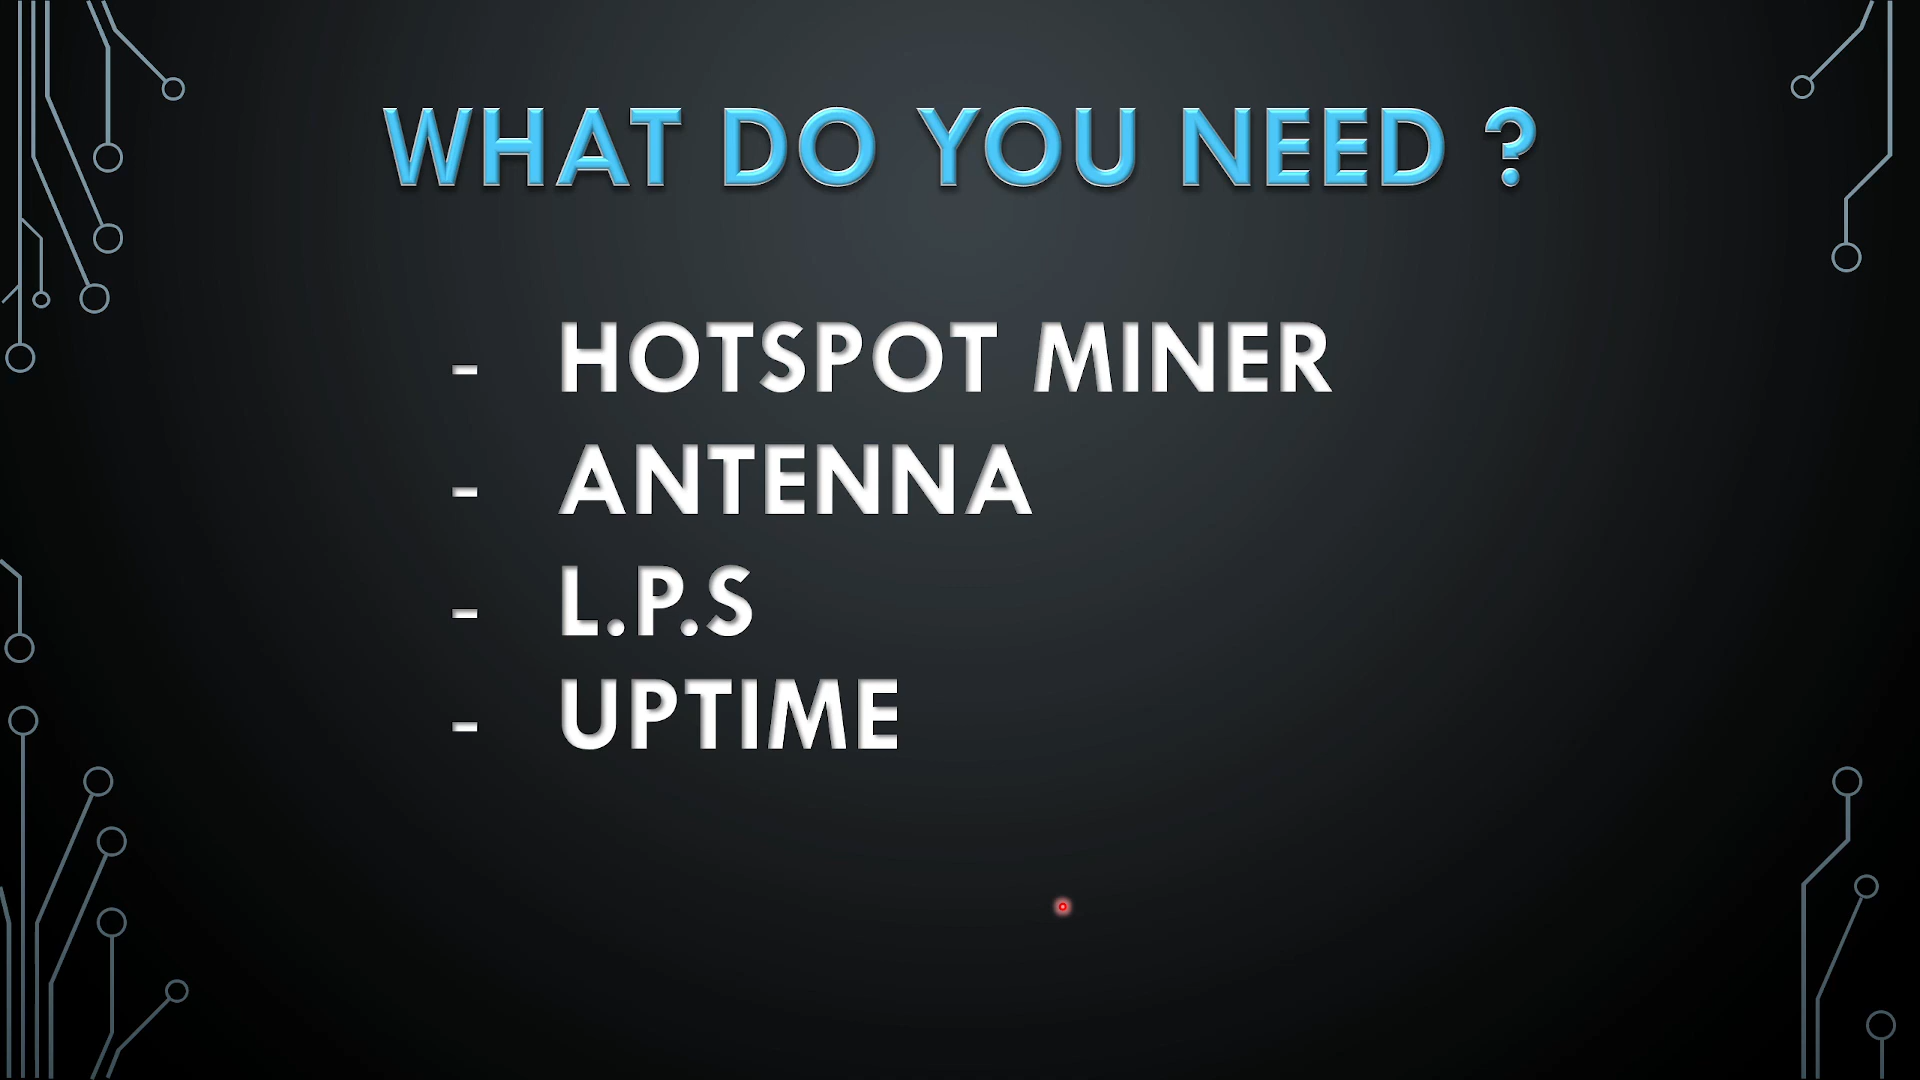 WHAT DO YOU NEED ?
- HOTSPOT MINER
- ANTENNA
- L.P.S
- UPTIME